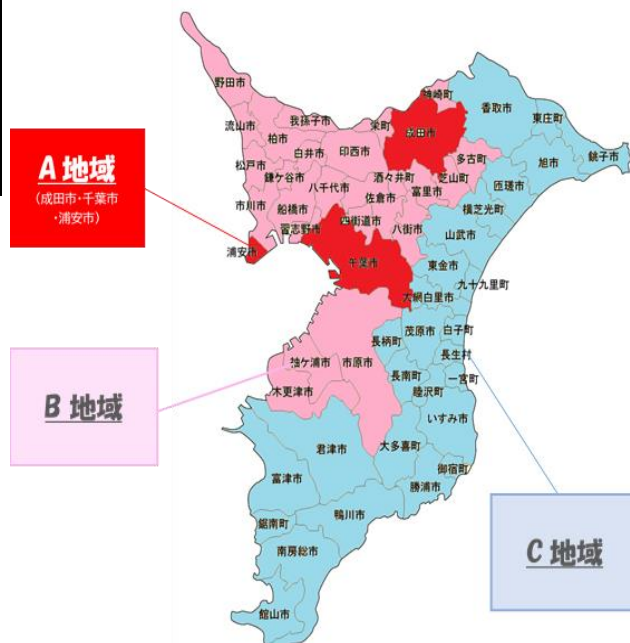 野田市
流山市
我孫子市
柏市
松戸市
白井市
鎌ケ谷市
印西市
栄町
神崎町
成田市
香取市
東庄町
銚子市
旭市
多古町
匝瑳市
芝山町
酒々井町
富里市
横芝光町
市川市
船橋市
八千代市
佐倉市
習志野市
四街道市
八街市
山武市
浦安市
千葉市
東金市
九十九里町
大網白里市
A 地域
(成田市・千葉市
・浦安市)
B 地域
袖ケ浦市
市原市
木更津市
長柄町
茂原市
白子町
長生村
長南町
一宮町
睦沢町
いすみ市
君津市
大多喜町
御宿町
富津市
勝浦市
鴨川市
鋸南町
南房総市
館山市
C 地域